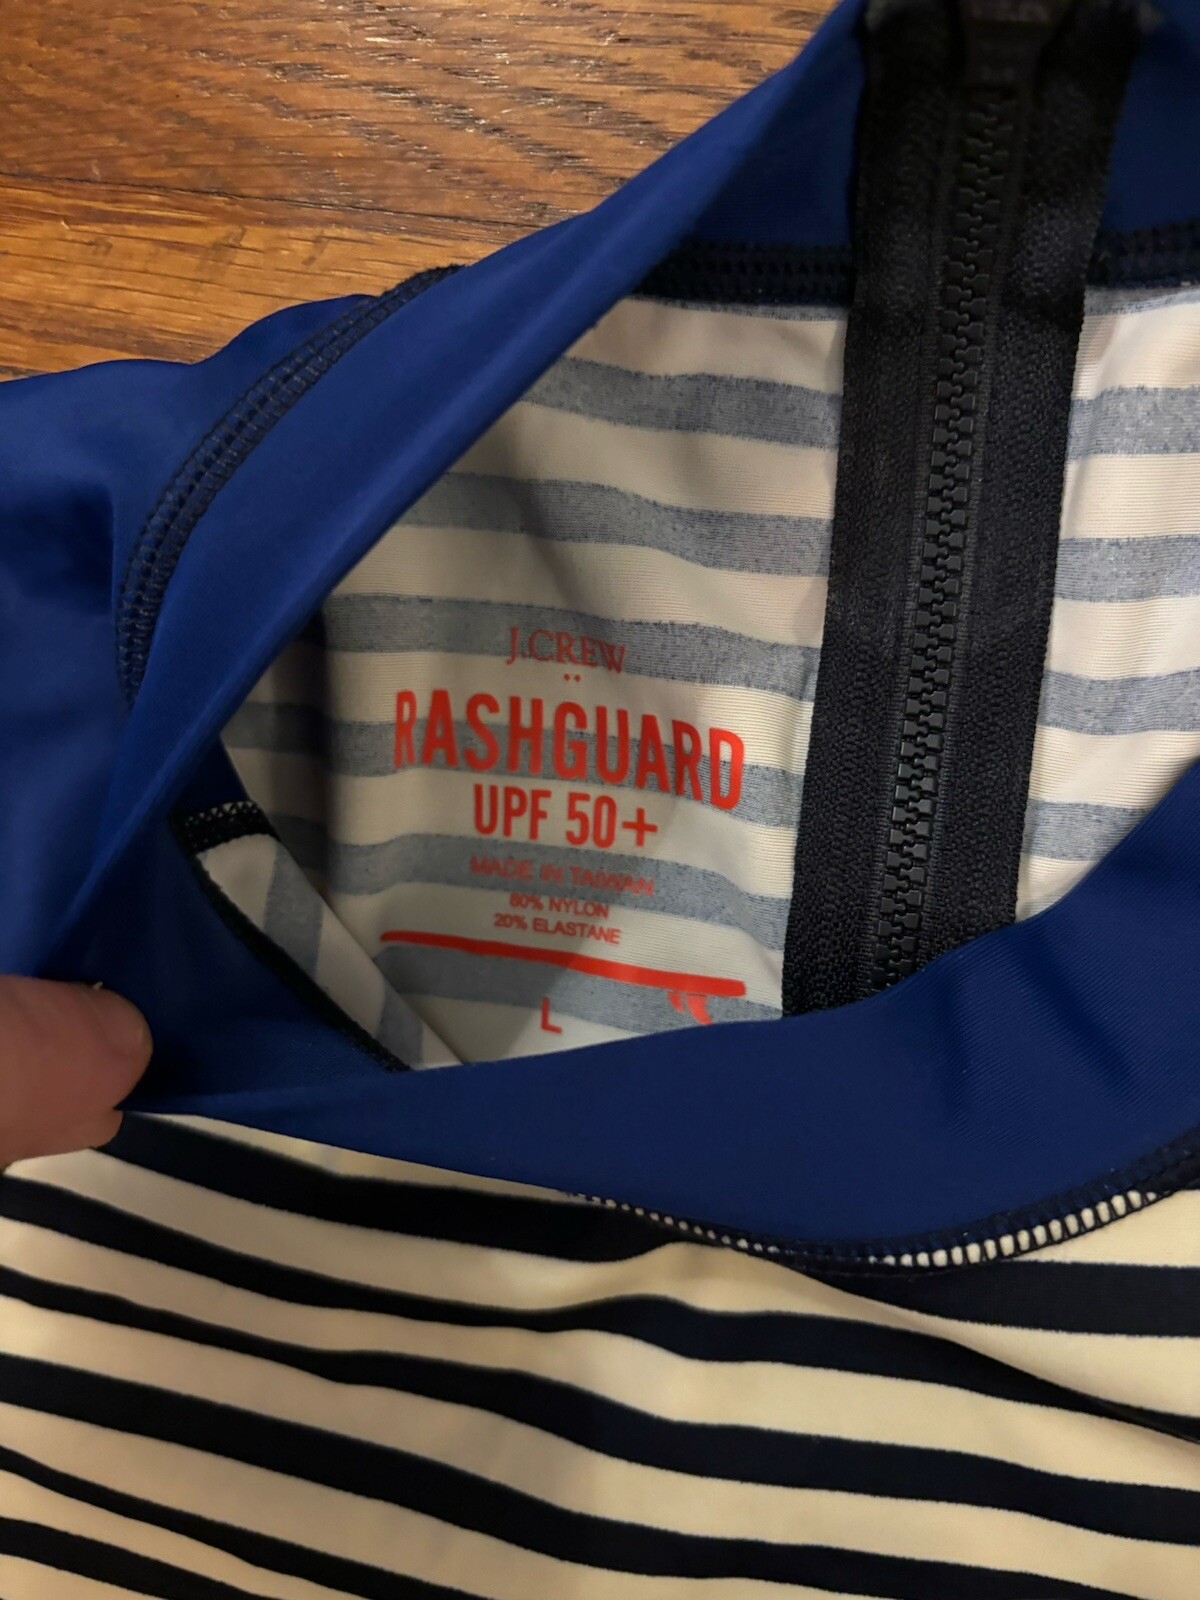 J.CREW
RASHGUARD
UPF 50+
MADE IN TAIWAN
80% NYLON
20% ELASTANE
L